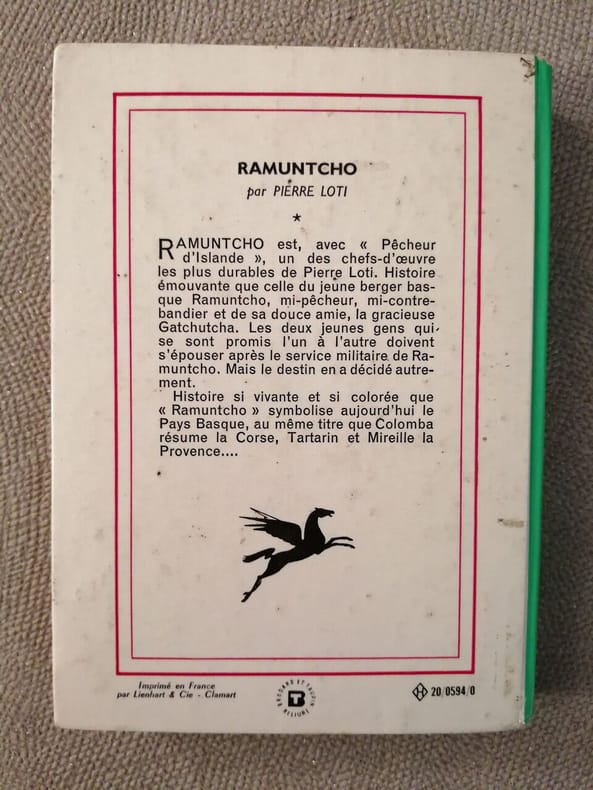 RAMUNTCHO
par PIERRE LOTI
*
RAMUNTCHO est, avec « Pêcheur
d'Islande », un des chefs-d'œuvre
les plus durables de Pierre Loti. Histoire
émouvante que celle du jeune berger bas-
que Ramuntcho, mi-pêcheur, mi-contre-
bandier et de sa douce amie, la gracieuse
Gatchutcha. Les deux jeunes gens qui
se sont promis l'un à l'autre doivent
s'épouser après le service militaire de Ra-
muntcho. Mais le destin en a décidé autre-
ment.
Histoire si vivante et si colorée que
« Ramuntcho » symbolise aujourd'hui le
Pays Basque, au même titre que Colomba
résume la Corse, Tartarin et Mireille la
Provence....
Imprimé en France
par Lienhart & Cie - Clamart
BRODARD ET TAUPIN
BT
RELIURE
H 20/0594/0